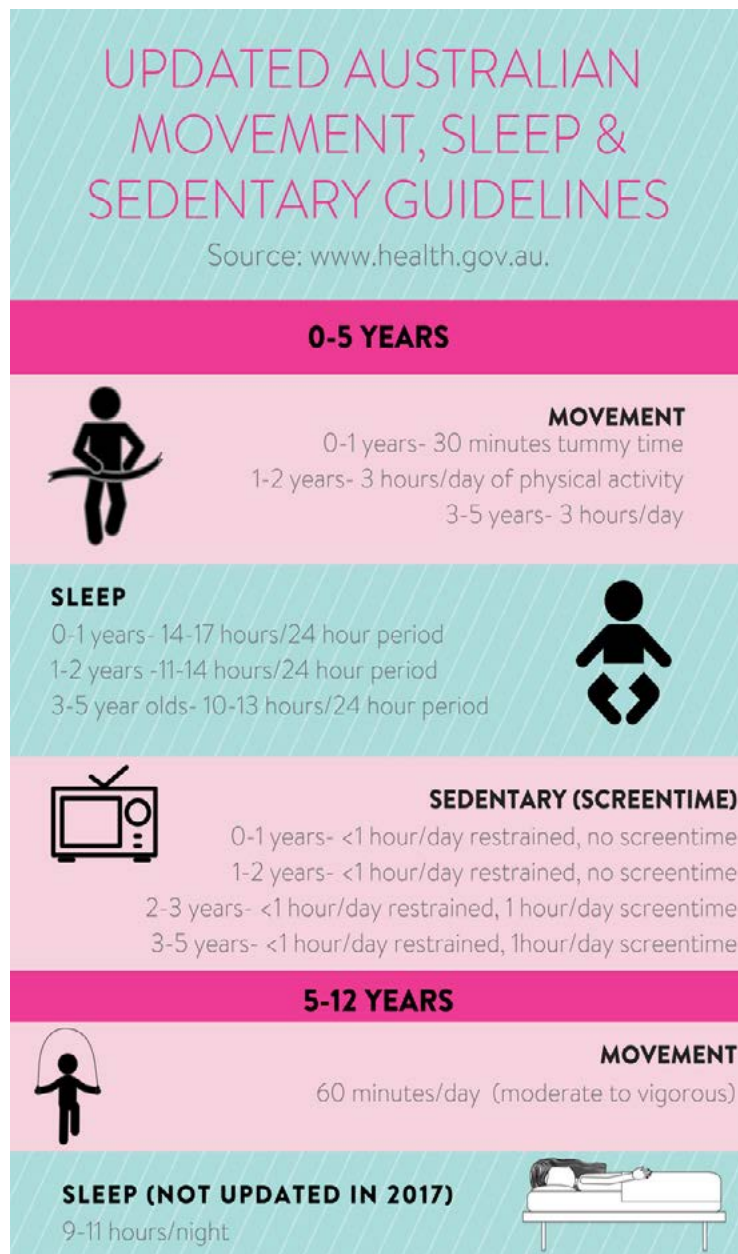 UPDATED AUSTRALIAN
MOVEMENT, SLEEP &
SEDENTARY GUIDELINES
Source: www.health.gov.au.
0-5 YEARS
MOVEMENT
0-1 years- 30 minutes tummy time
1-2 years- 3 hours/day of physical activity
3-5 years- 3 hours/day
SLEEP
0-1 years- 14-17 hours/24 hour period
1-2 years -11-14 hours/24 hour period
3-5 year olds- 10-13 hours/24 hour period
SEDENTARY (SCREENTIME)
0-1 years- <1 hour/day restrained, no screentime
1-2 years- <1 hour/day restrained, no screentime
2-3 years- <1 hour/day restrained, 1 hour/day screentime
3-5 years- <1 hour/day restrained, 1hour/day screentime
5-12 YEARS
MOVEMENT
60 minutes/day (moderate to vigorous)
SLEEP (NOT UPDATED IN 2017)
9-11 hours/night